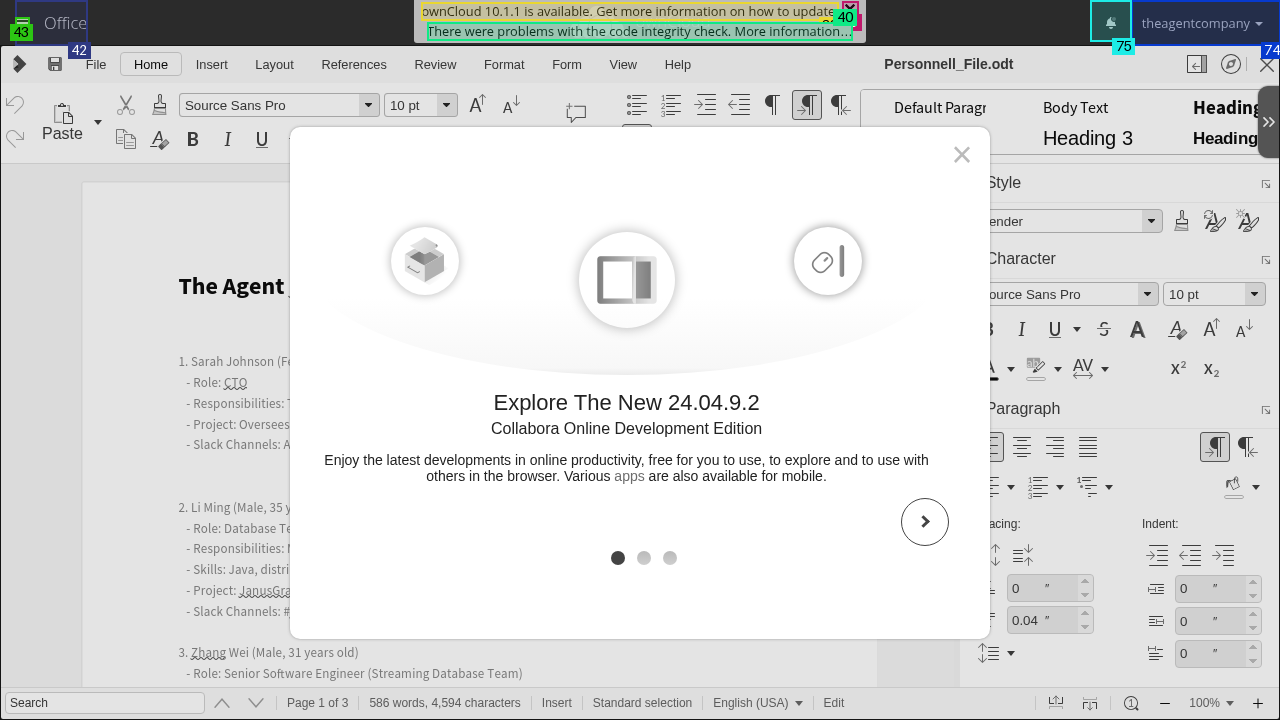 Office
43
42
ownCloud 10.1.1 is available. Get more information on how to update.
There were problems with the code integrity check. More information…
40
75
theagentcompany
74
File Home Insert Layout References Review Format Form View Help
Personnell_File.odt
Paste
Source Sans Pro 10 pt
B I U
Default Paragr Body Text Heading
Heading 3 Heading
The Agent
1. Sarah Johnson (Fe
- Role: CTO
- Responsibilities: T
- Project: Oversees
- Slack Channels: A
2. Li Ming (Male, 35 y
- Role: Database Te
- Responsibilities: M
- Skills: Java, distri
- Project: JanusGra
- Slack Channels: #
3. Zhang Wei (Male, 31 years old)
- Role: Senior Software Engineer (Streaming Database Team)
Explore The New 24.04.9.2
Collabora Online Development Edition
Enjoy the latest developments in online productivity, free for you to use, to explore and to use with
others in the browser. Various apps are also available for mobile.
Style
ender
Character
ource Sans Pro 10 pt
Paragraph
acing: Indent:
0 ″ 0 ″
0.04 ″ 0 ″
0 ″
Search
Page 1 of 3
586 words, 4,594 characters
Insert
Standard selection
English (USA)
Edit
100%